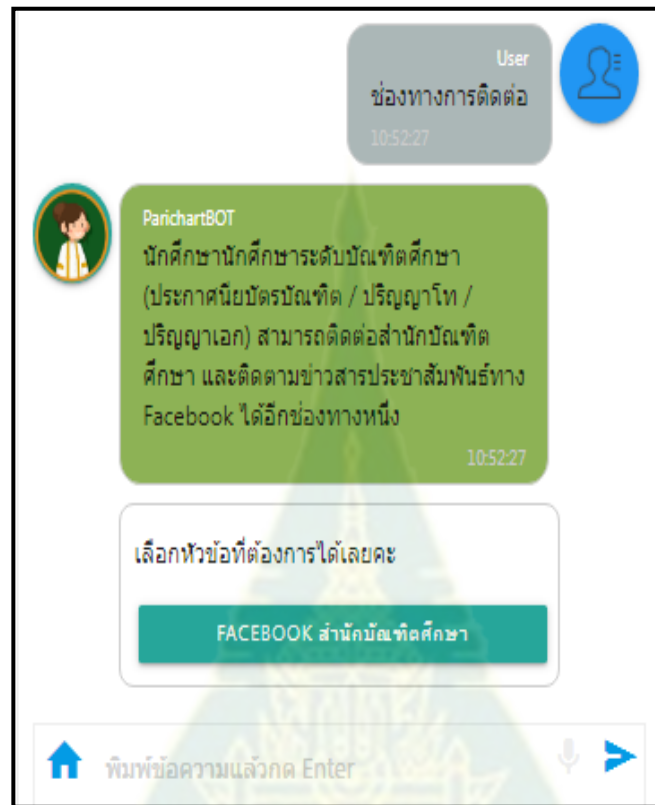 User
ช่องทางการติดต่อ
10:52:27
ParichartBOT
นักศึกษานักศึกษาระดับบัณฑิตศึกษา
(ประกาศนียบัตรบัณฑิต / ปริญญาโท /
ปริญญาเอก) สามารถติดต่อสำนักบัณฑิต
ศึกษา และติดตามข่าวสารประชาสัมพันธ์ทาง
Facebook ได้อีกช่องทางหนึ่ง
10:52:27
เลือกหัวข้อที่ต้องการได้เลยคะ
FACEBOOK สำนักบัณฑิตศึกษา
พิมพ์ข้อความแล้วกด Enter